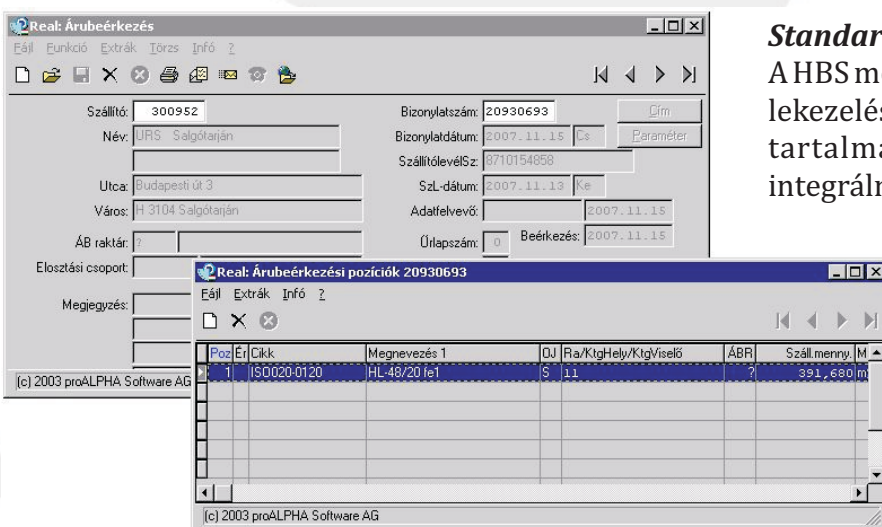 Real: Árubeérkezés
Fájl Funkció Extrák Törzs Infó ?
Szállító: 300952
Név: URS Salgótarján
Utca: Budapesti út 3
Város: H 3104 Salgótarján
ÁB raktár: ?
Elosztási csoport:
Megjegyzés:
Bizonylatszám: 20930693 Cím
Bizonylatdátum: 2007.11.15 Cs Paraméter
SzállítólevélSz: 8710154858
SzL-dátum: 2007.11.13 Ke
Adatfelvevő: 2007.11.15
Űrlapszám: 0 Beérkezés: 2007.11.15
(c) 2003 proALPHA Software AG
Real: Árubeérkezési pozíciók 20930693
Fájl Extrák Infó ?
Poz Ér Cikk Megnevezés 1 OJ Ra/KtgHely/KtgViselő ÁBR Száll.menny. M
1 ISO020-0120 HL-48/20 fe1 S 11 ? 391,680 m
(c) 2003 proALPHA Software AG
Standar
A HBS me
lekezelés
tartalma
integrálr